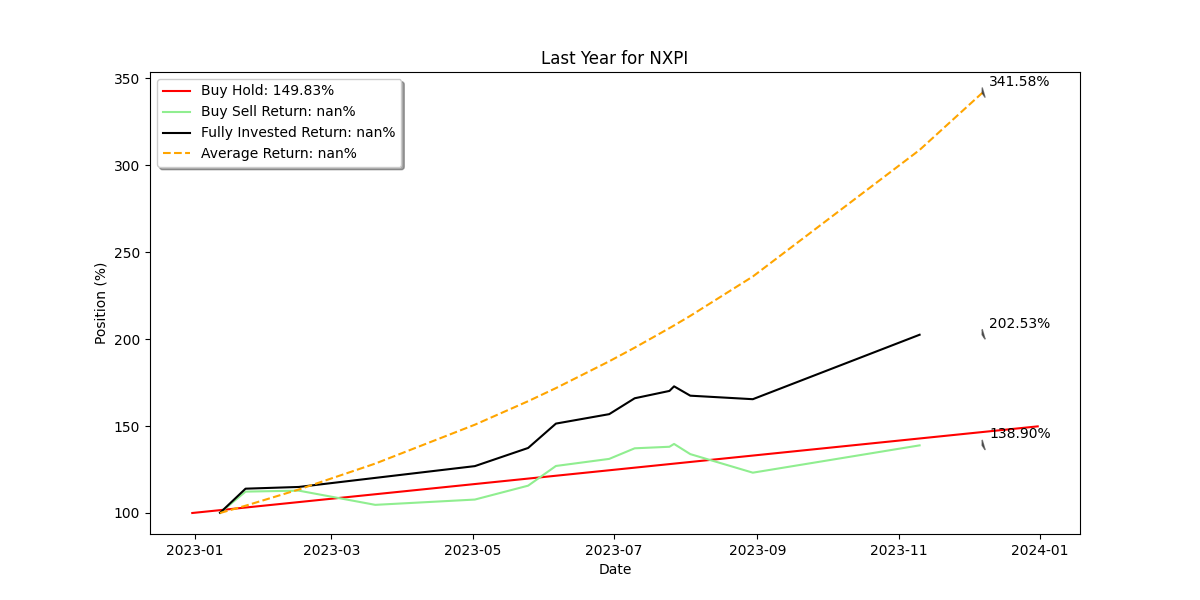 Last Year for NXPI
Buy Hold: 149.83%
Buy Sell Return: nan%
Fully Invested Return: nan%
Average Return: nan%
341.58%
202.53%
138.90%
350
300
250
200
150
100
Position (%)
2023-01 2023-03 2023-05 2023-07 2023-09 2023-11 2024-01
Date